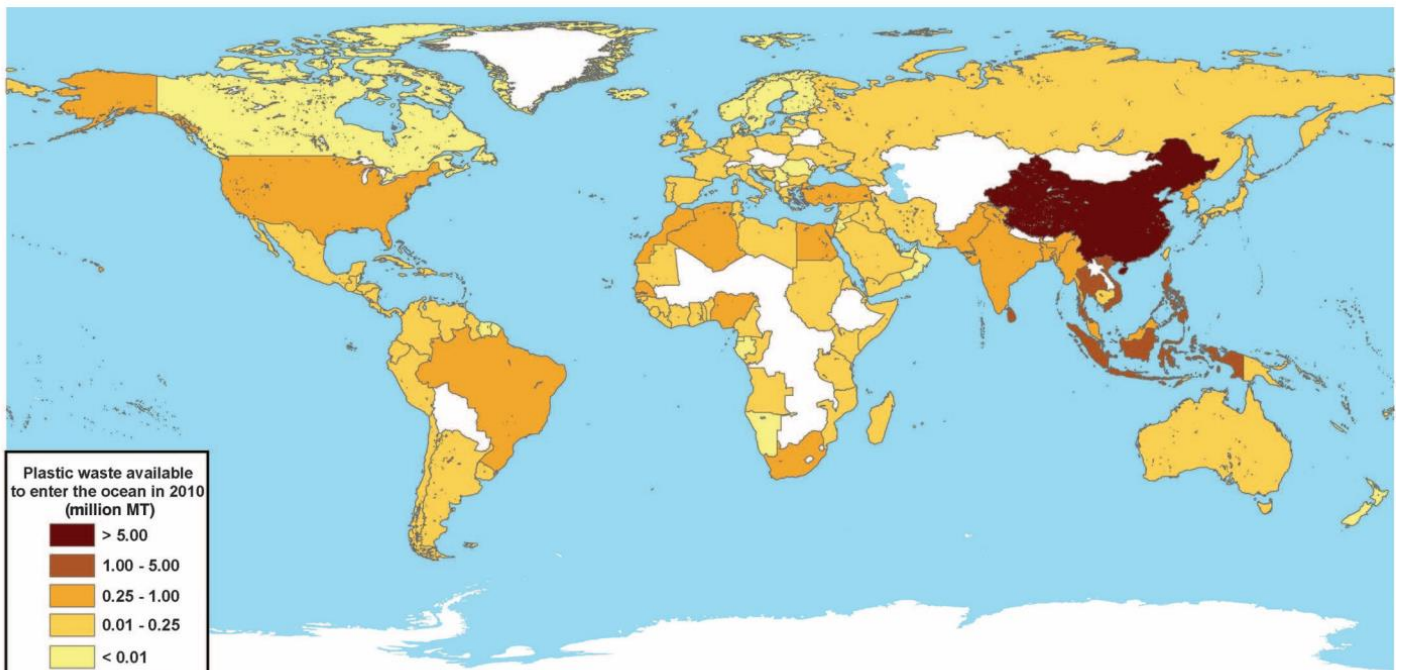 Plastic waste available
to enter the ocean in 2010
(million MT)
> 5.00
1.00 - 5.00
0.25 - 1.00
0.01 - 0.25
< 0.01